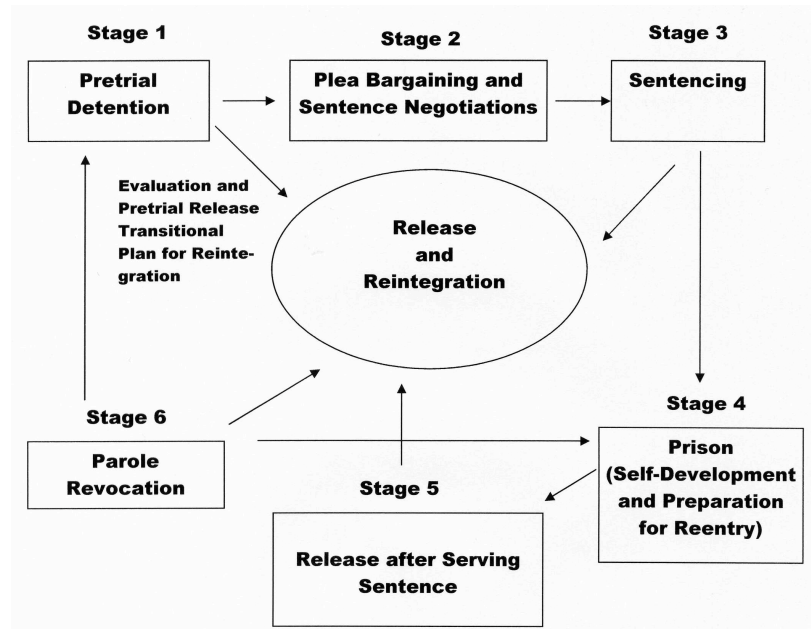 Stage 1
Stage 2
Stage 3
Pretrial
Detention
Plea Bargaining and
Sentence Negotiations
Sentencing
Evaluation and
Pretrial Release
Transitional
Plan for Reinte-
gration
Release
and
Reintegration
Stage 6
Parole
Revocation
Stage 4
Prison
(Self-Development
and Preparation
for Reentry)
Stage 5
Release after Serving
Sentence